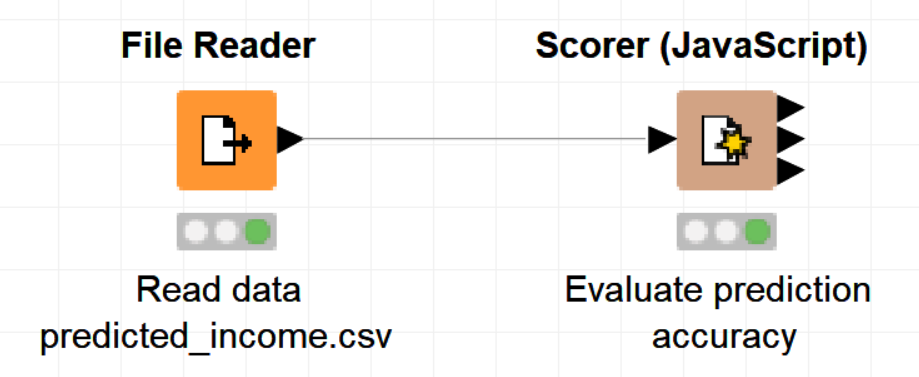 File Reader
Scorer (JavaScript)
Read data
predicted_income.csv
Evaluate prediction
accuracy